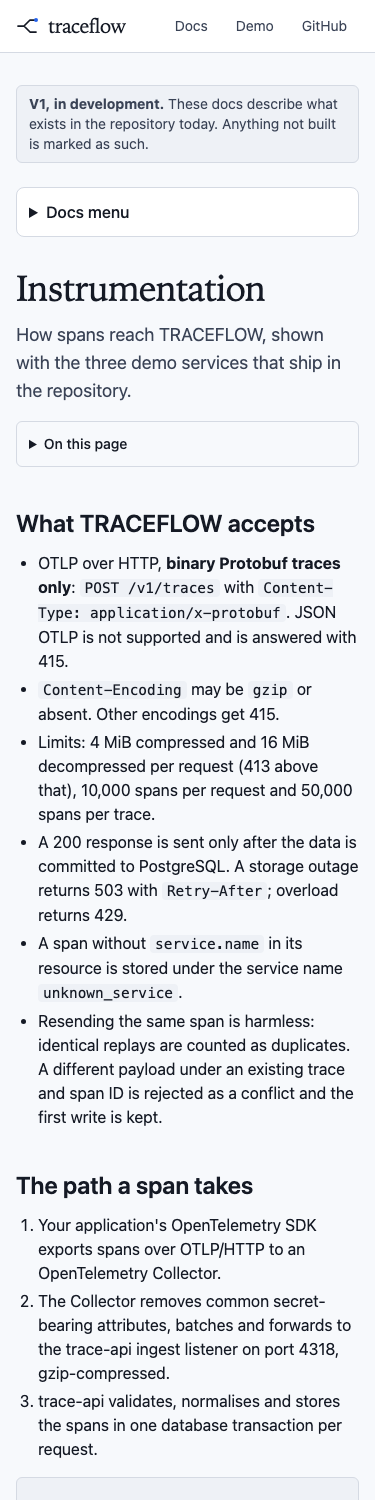 traceflow
Docs
Demo
GitHub
V1, in development. These docs describe what
exists in the repository today. Anything not built
is marked as such.
Docs menu
Instrumentation
How spans reach TRACEFLOW, shown
with the three demo services that ship in
the repository.
On this page
What TRACEFLOW accepts
• OTLP over HTTP, binary Protobuf traces
only: POST /v1/traces with Content-
Type: application/x-protobuf. JSON
OTLP is not supported and is answered with
415.
• Content-Encoding may be gzip or
absent. Other encodings get 415.
• Limits: 4 MiB compressed and 16 MiB
decompressed per request (413 above
that), 10,000 spans per request and 50,000
spans per trace.
• A 200 response is sent only after the data is
committed to PostgreSQL. A storage outage
returns 503 with Retry-After; overload
returns 429.
• A span without service.name in its
resource is stored under the service name
unknown_service.
• Resending the same span is harmless:
identical replays are counted as duplicates.
A different payload under an existing trace
and span ID is rejected as a conflict and the
first write is kept.
The path a span takes
1. Your application's OpenTelemetry SDK
exports spans over OTLP/HTTP to an
OpenTelemetry Collector.
2. The Collector removes common secret-
bearing attributes, batches and forwards to
the trace-api ingest listener on port 4318,
gzip-compressed.
3. trace-api validates, normalises and stores
the spans in one database transaction per
request.